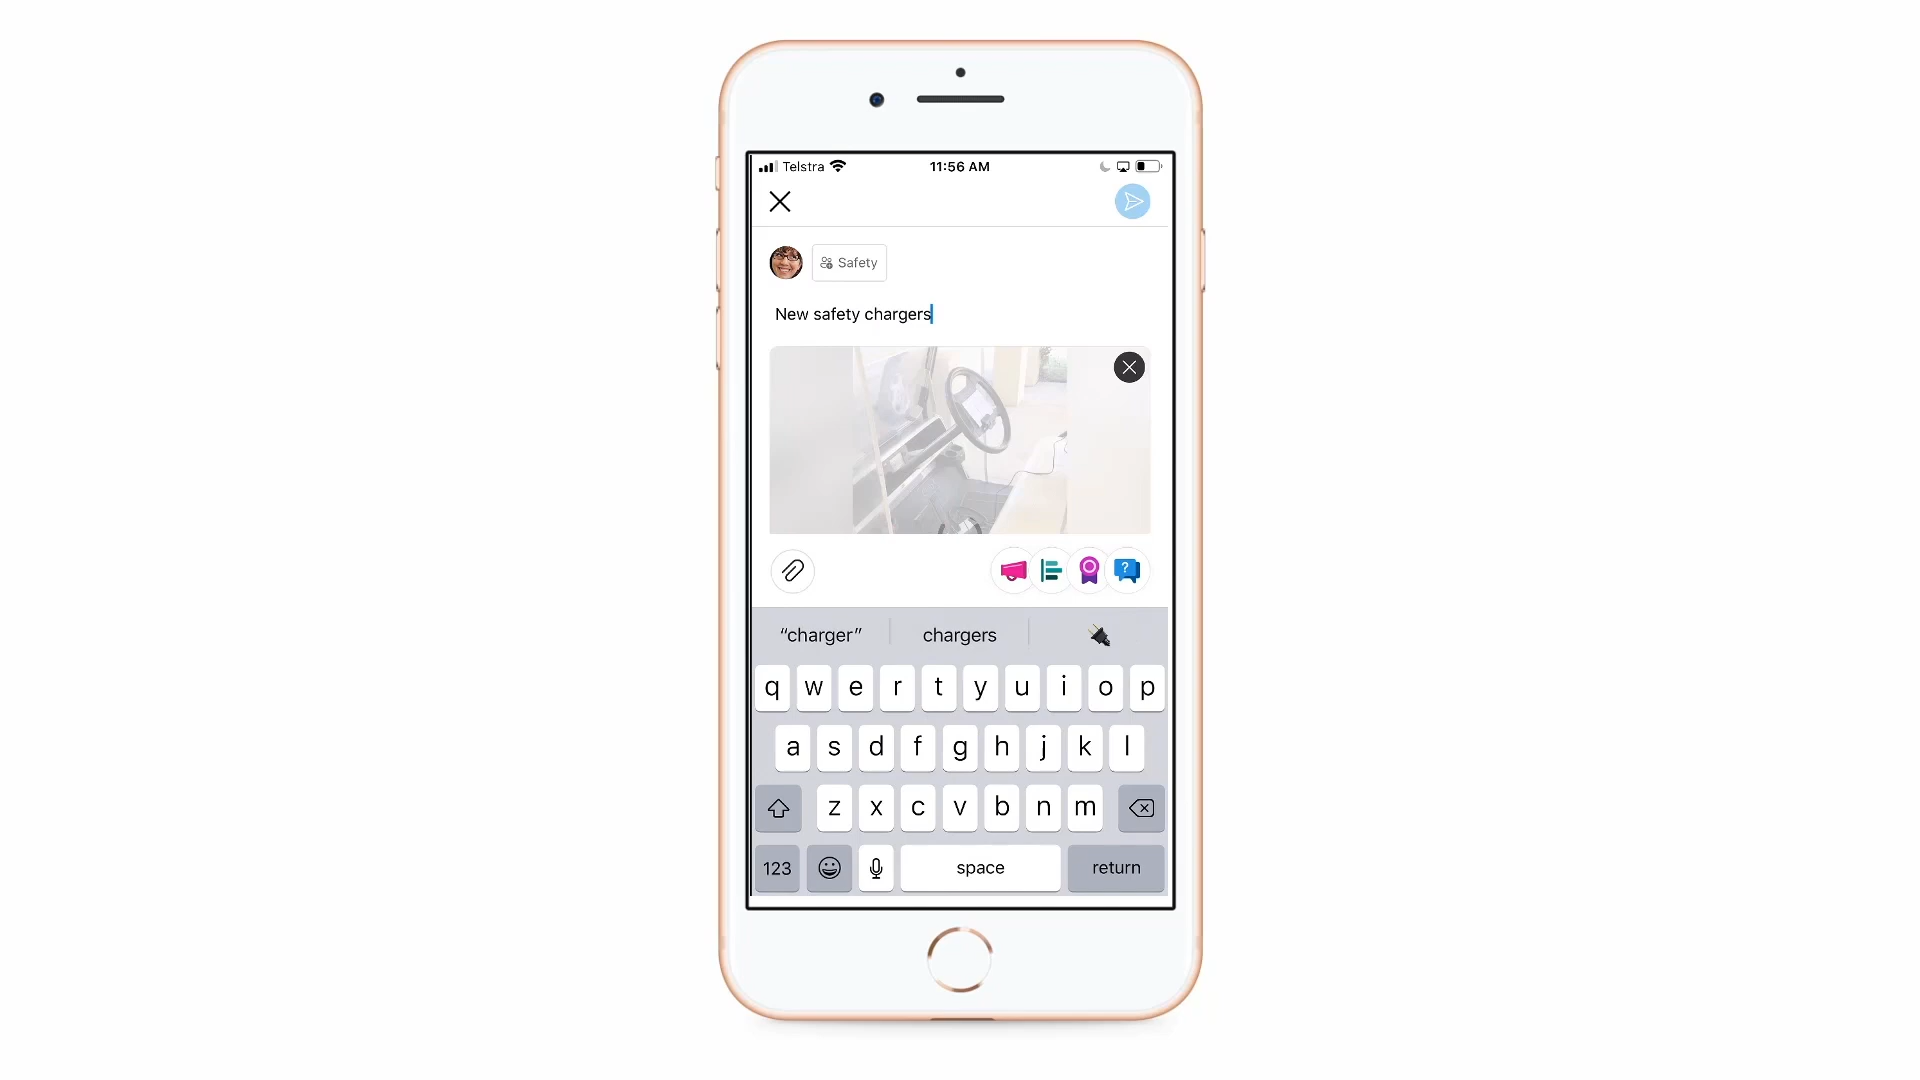 Telstra 11:56 AM
Safety
New safety chargers
?
“charger” chargers
q w e r t y u i o p
a s d f g h j k l
z x c v b n m
123 space return